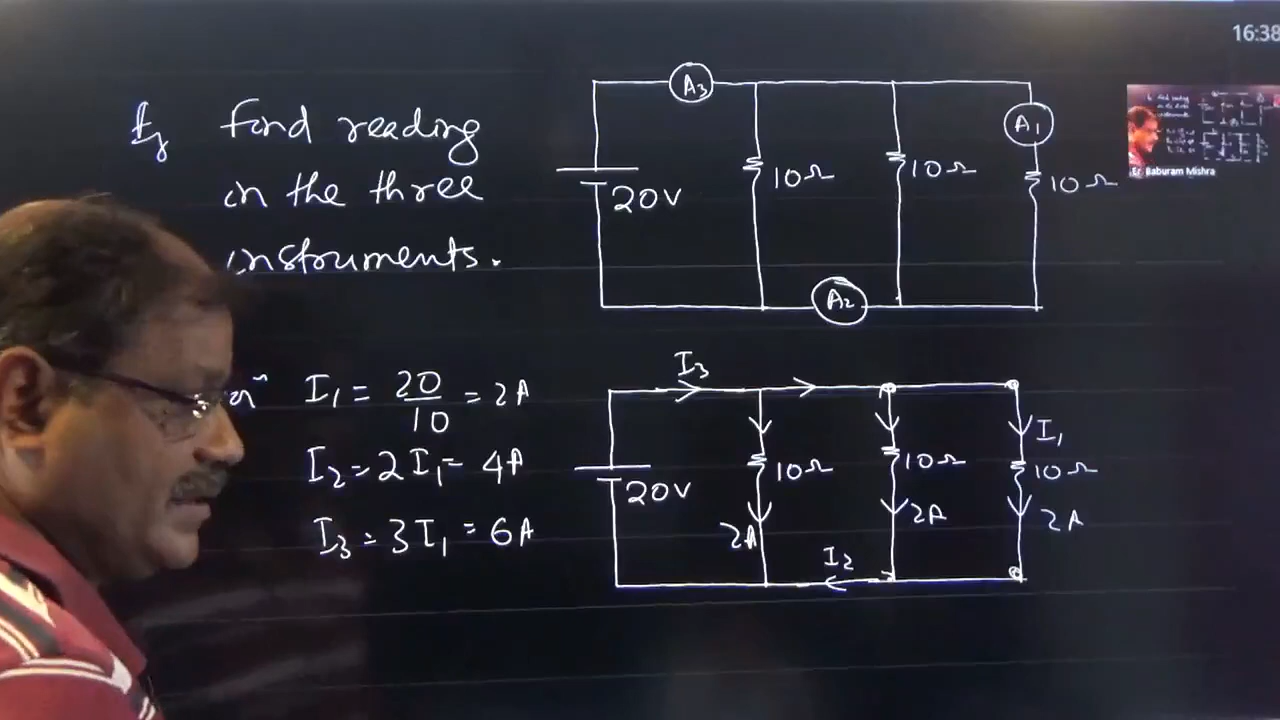 16:38
Find reading
in the three
instruments.
A3
A1
20V
10Ω
10Ω
10Ω
A2
Er. Baburam Mishra
I1 = 20/10 = 2A
I2 = 2I1 = 4A
I3 = 3I1 = 6A
I3
I1
20V
10Ω
10Ω
10Ω
2A
2A
2A
I2